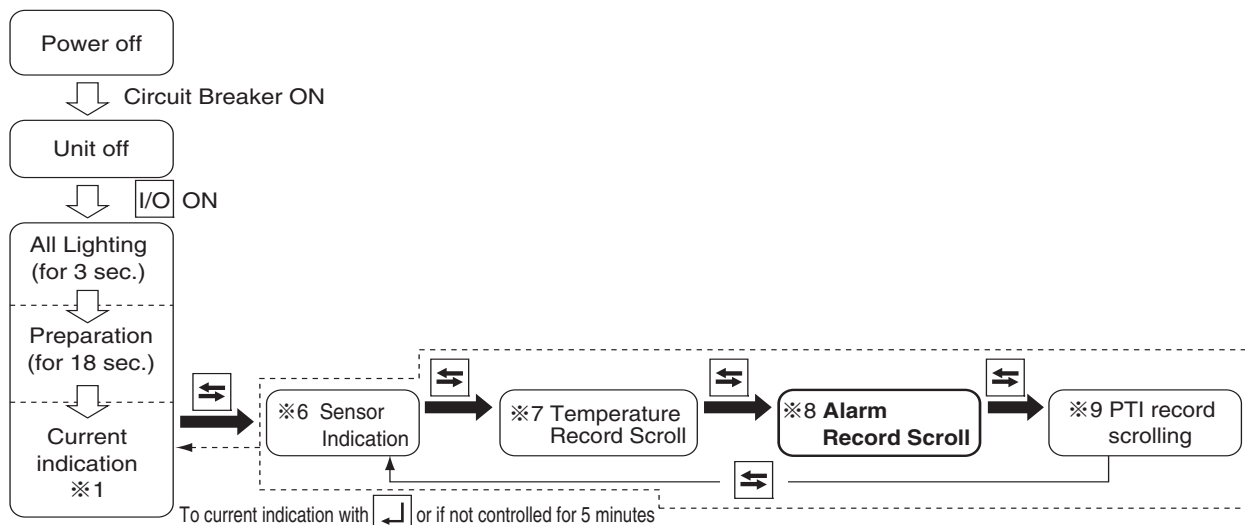 Power off
Circuit Breaker ON
Unit off
I/O ON
All Lighting
(for 3 sec.)
Preparation
(for 18 sec.)
Current
indication
※1
※6 Sensor
Indication
※7 Temperature
Record Scroll
※8 Alarm
Record Scroll
※9 PTI record
scrolling
To current indication with ↵ or if not controlled for 5 minutes